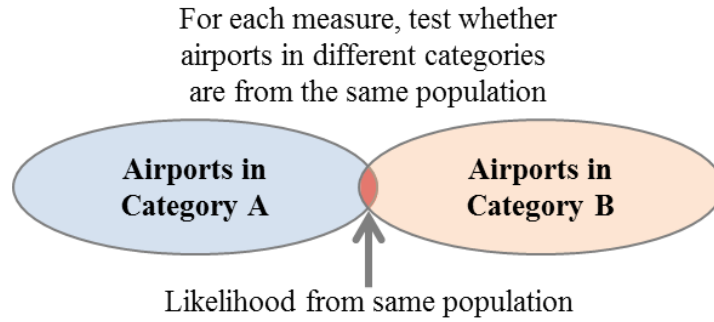 For each measure, test whether
airports in different categories
are from the same population
Airports in
Category A
Airports in
Category B
Likelihood from same population